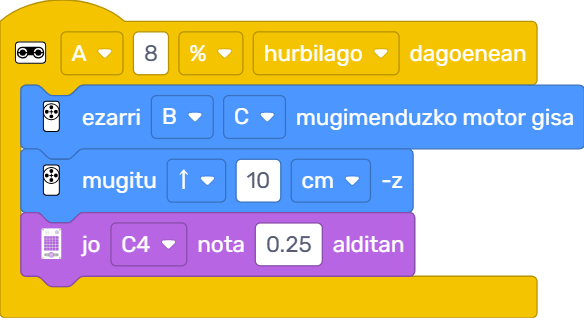 A 8 % hurbilago dagoenean
ezarri B C mugimenduzko motor gisa
mugitu ↑ 10 cm -z
jo C4 nota 0.25 alditan